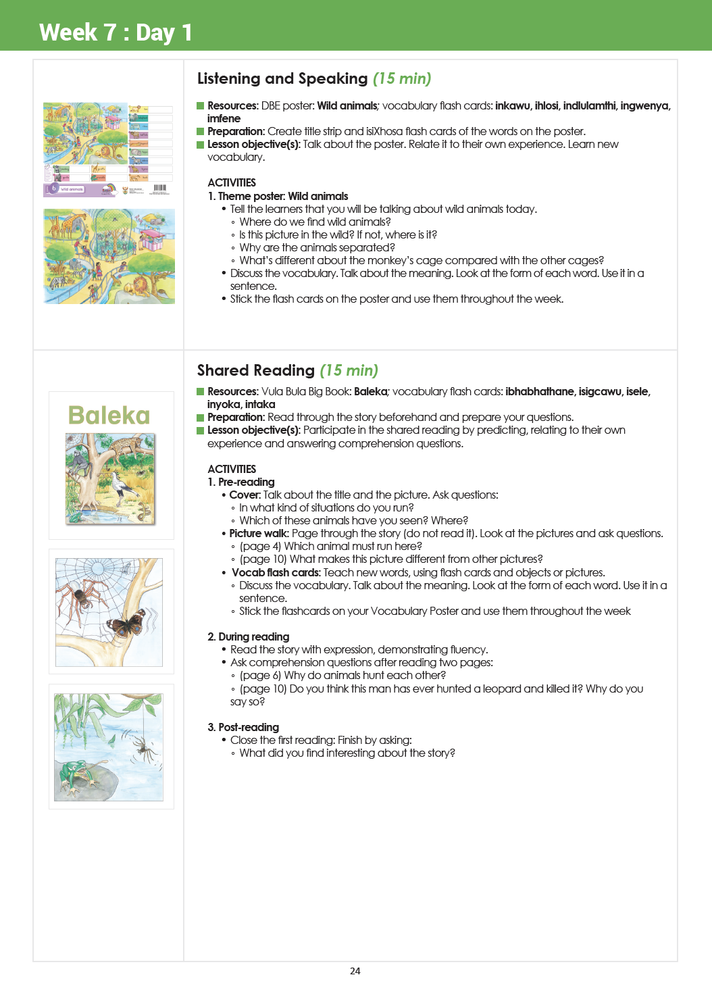 Week 7 : Day 1
Listening and Speaking (15 min)
Resources: DBE poster: Wild animals; vocabulary flash cards: inkawu, ihlosi, indlulamthi, ingwenya,
imfene
Preparation: Create title strip and isiXhosa flash cards of the words on the poster.
Lesson objective(s): Talk about the poster. Relate it to their own experience. Learn new
vocabulary.
ACTIVITIES
1. Theme poster: Wild animals
• Tell the learners that you will be talking about wild animals today.
◦ Where do we find wild animals?
◦ Is this picture in the wild? If not, where is it?
◦ Why are the animals separated?
◦ What's different about the monkey's cage compared with the other cages?
• Discuss the vocabulary. Talk about the meaning. Look at the form of each word. Use it in a
sentence.
• Stick the flash cards on the poster and use them throughout the week.
6 wild animals
Shared Reading (15 min)
Resources: Vula Bula Big Book: Baleka; vocabulary flash cards: ibhabhathane, isigcawu, isele,
inyoka, intaka
Preparation: Read through the story beforehand and prepare your questions.
Lesson objective(s): Participate in the shared reading by predicting, relating to their own
experience and answering comprehension questions.
ACTIVITIES
1. Pre-reading
• Cover: Talk about the title and the picture. Ask questions:
◦ In what kind of situations do you run?
◦ Which of these animals have you seen? Where?
• Picture walk: Page through the story (do not read it). Look at the pictures and ask questions.
◦ (page 4) Which animal must run here?
◦ (page 10) What makes this picture different from other pictures?
• Vocab flash cards: Teach new words, using flash cards and objects or pictures.
◦ Discuss the vocabulary. Talk about the meaning. Look at the form of each word. Use it in a
sentence.
◦ Stick the flashcards on your Vocabulary Poster and use them throughout the week
2. During reading
• Read the story with expression, demonstrating fluency.
• Ask comprehension questions after reading two pages:
◦ (page 6) Why do animals hunt each other?
◦ (page 10) Do you think this man has ever hunted a leopard and killed it? Why do you
say so?
3. Post-reading
• Close the first reading: Finish by asking:
◦ What did you find interesting about the story?
Baleka
24